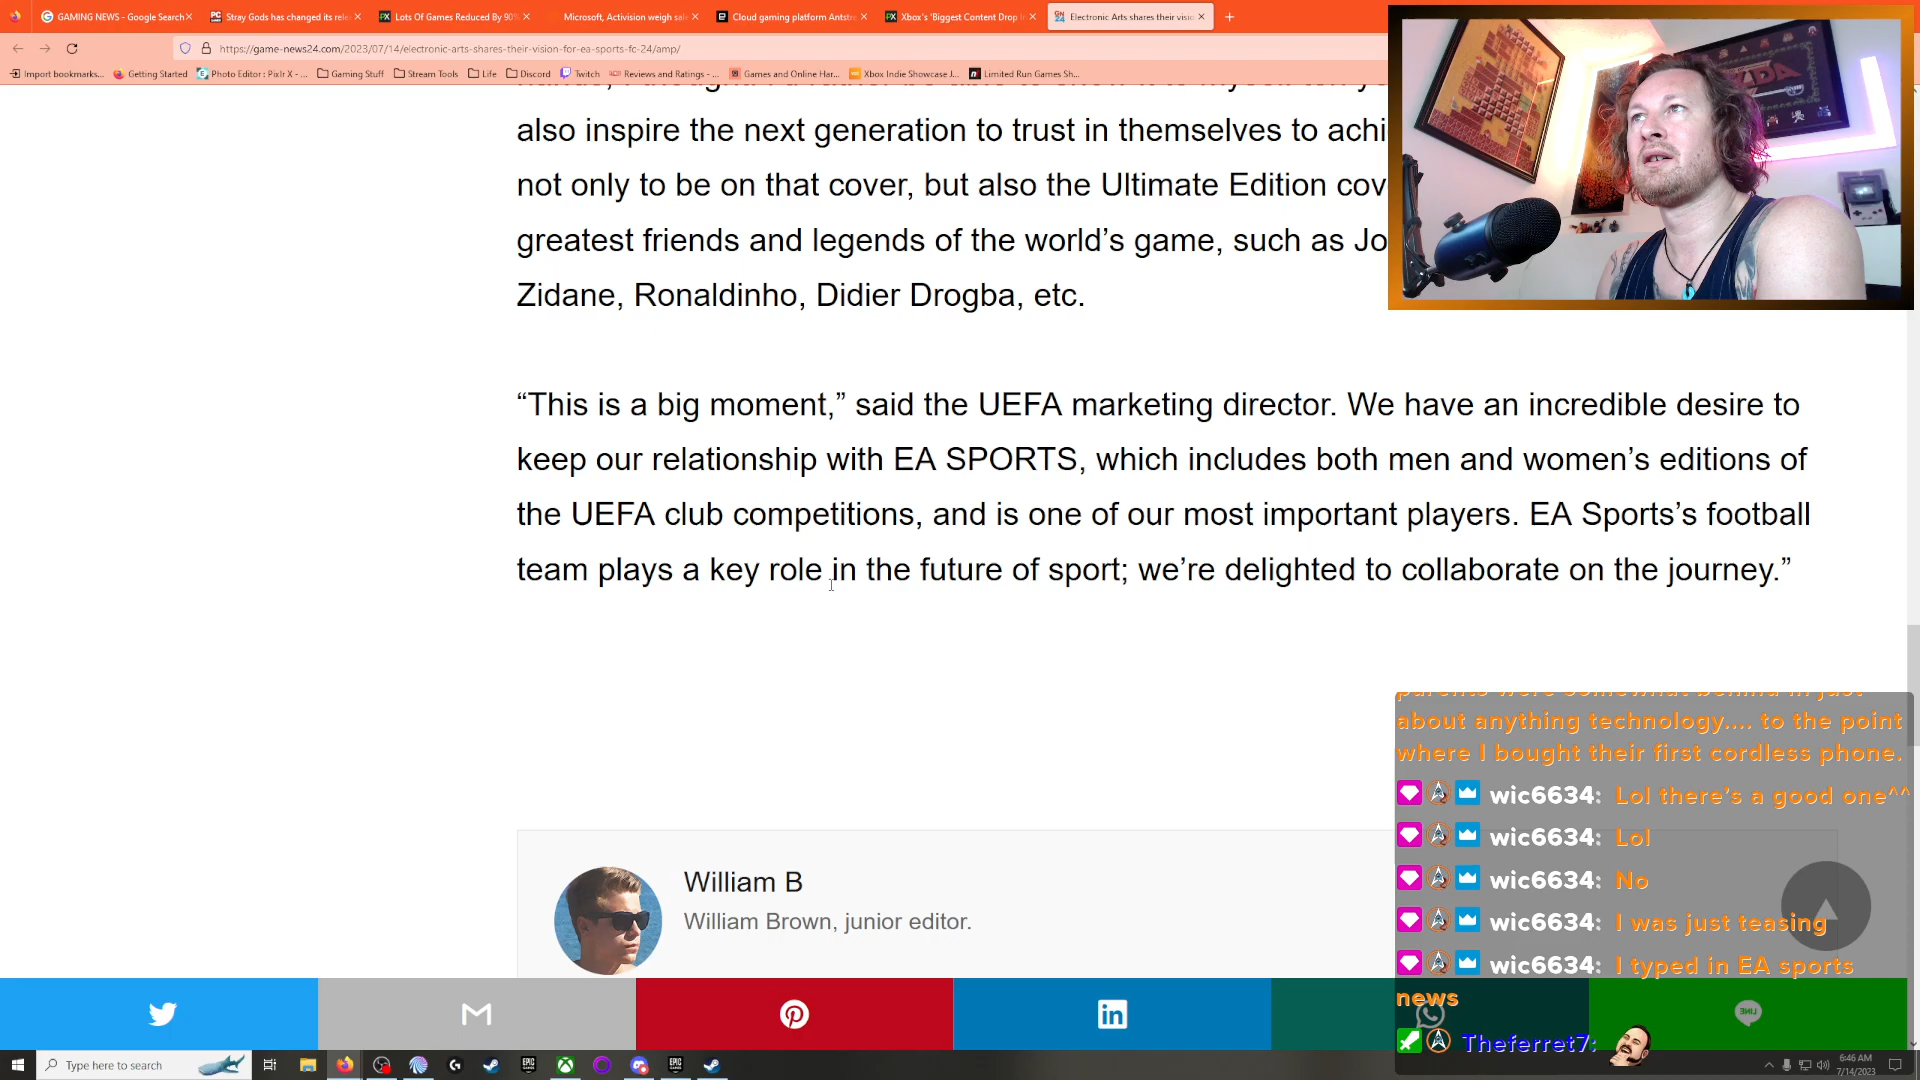 GAMING NEWS - Google Search
Stray Gods has changed its rele
Lots Of Games Reduced By 90%
Microsoft, Activision weigh sal
Cloud gaming platform Antstre
Xbox's 'Biggest Content Drop I
Electronic Arts shares their visio
https://game-news24.com/2023/07/14/electronic-arts-shares-their-vision-for-ea-sports-fc-24/amp/
Import bookmarks...
Getting Started
Photo Editor : Pixlr X - ...
Gaming Stuff
Stream Tools
Life
Discord
Twitch
Reviews and Ratings - ...
Games and Online Har...
Xbox Indie Showcase J...
Limited Run Games Sh...
also inspire the next generation to trust in themselves to achi
not only to be on that cover, but also the Ultimate Edition cov
greatest friends and legends of the world’s game, such as Jo
Zidane, Ronaldinho, Didier Drogba, etc.
“This is a big moment,” said the UEFA marketing director. We have an incredible desire to
keep our relationship with EA SPORTS, which includes both men and women’s editions of
the UEFA club competitions, and is one of our most important players. EA Sports’s football
team plays a key role in the future of sport; we’re delighted to collaborate on the journey.”
William B
William Brown, junior editor.
about anything technology.... to the point
where I bought their first cordless phone.
wic6634: Lol there's a good one^^
wic6634: Lol
wic6634: No
wic6634: I was just teasing
wic6634: I typed in EA sports
news
Theferret7:
Type here to search
6:46 AM
7/14/2023